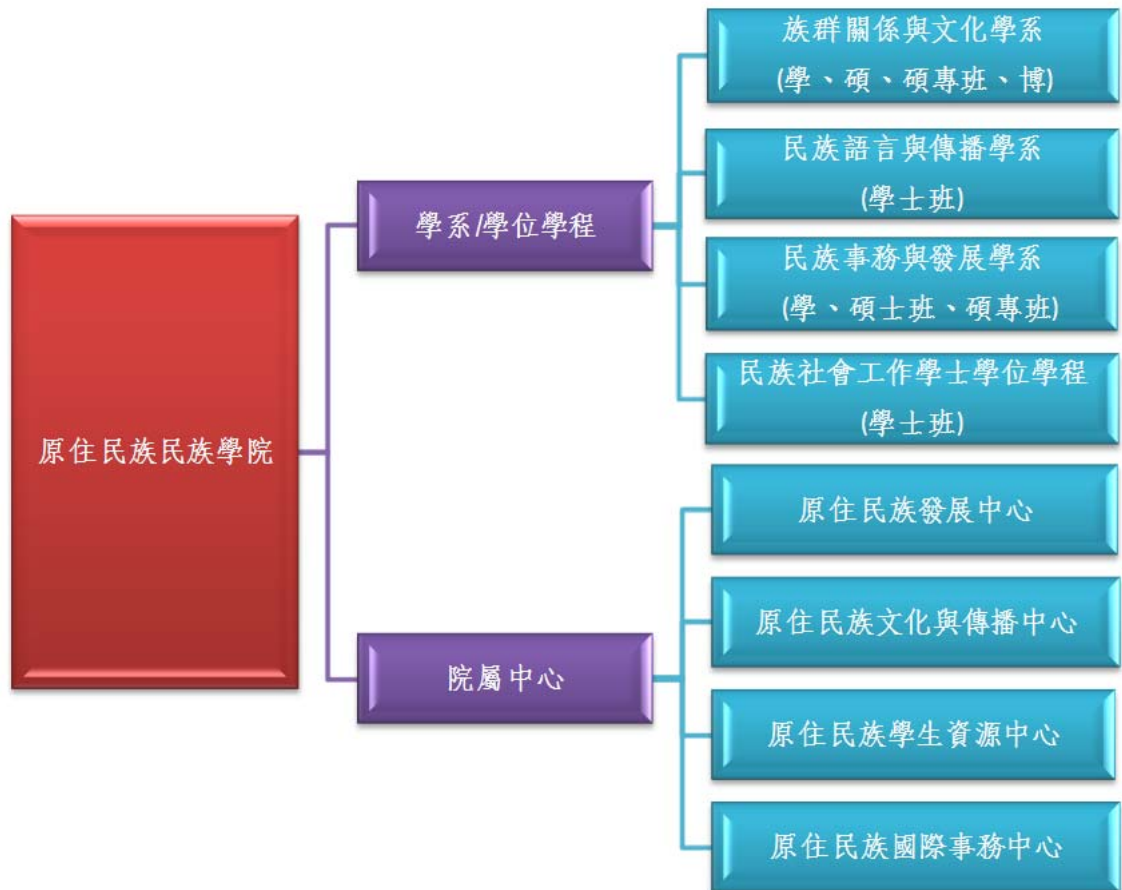 原住民族民族學院
學系/學位學程
族群關係與文化學系
(學、碩、碩專班、博)
民族語言與傳播學系
(學士班)
民族事務與發展學系
(學、碩士班、碩專班)
民族社會工作學士學位學程
(學士班)
院屬中心
原住民族發展中心
原住民族文化與傳播中心
原住民族學生資源中心
原住民族國際事務中心